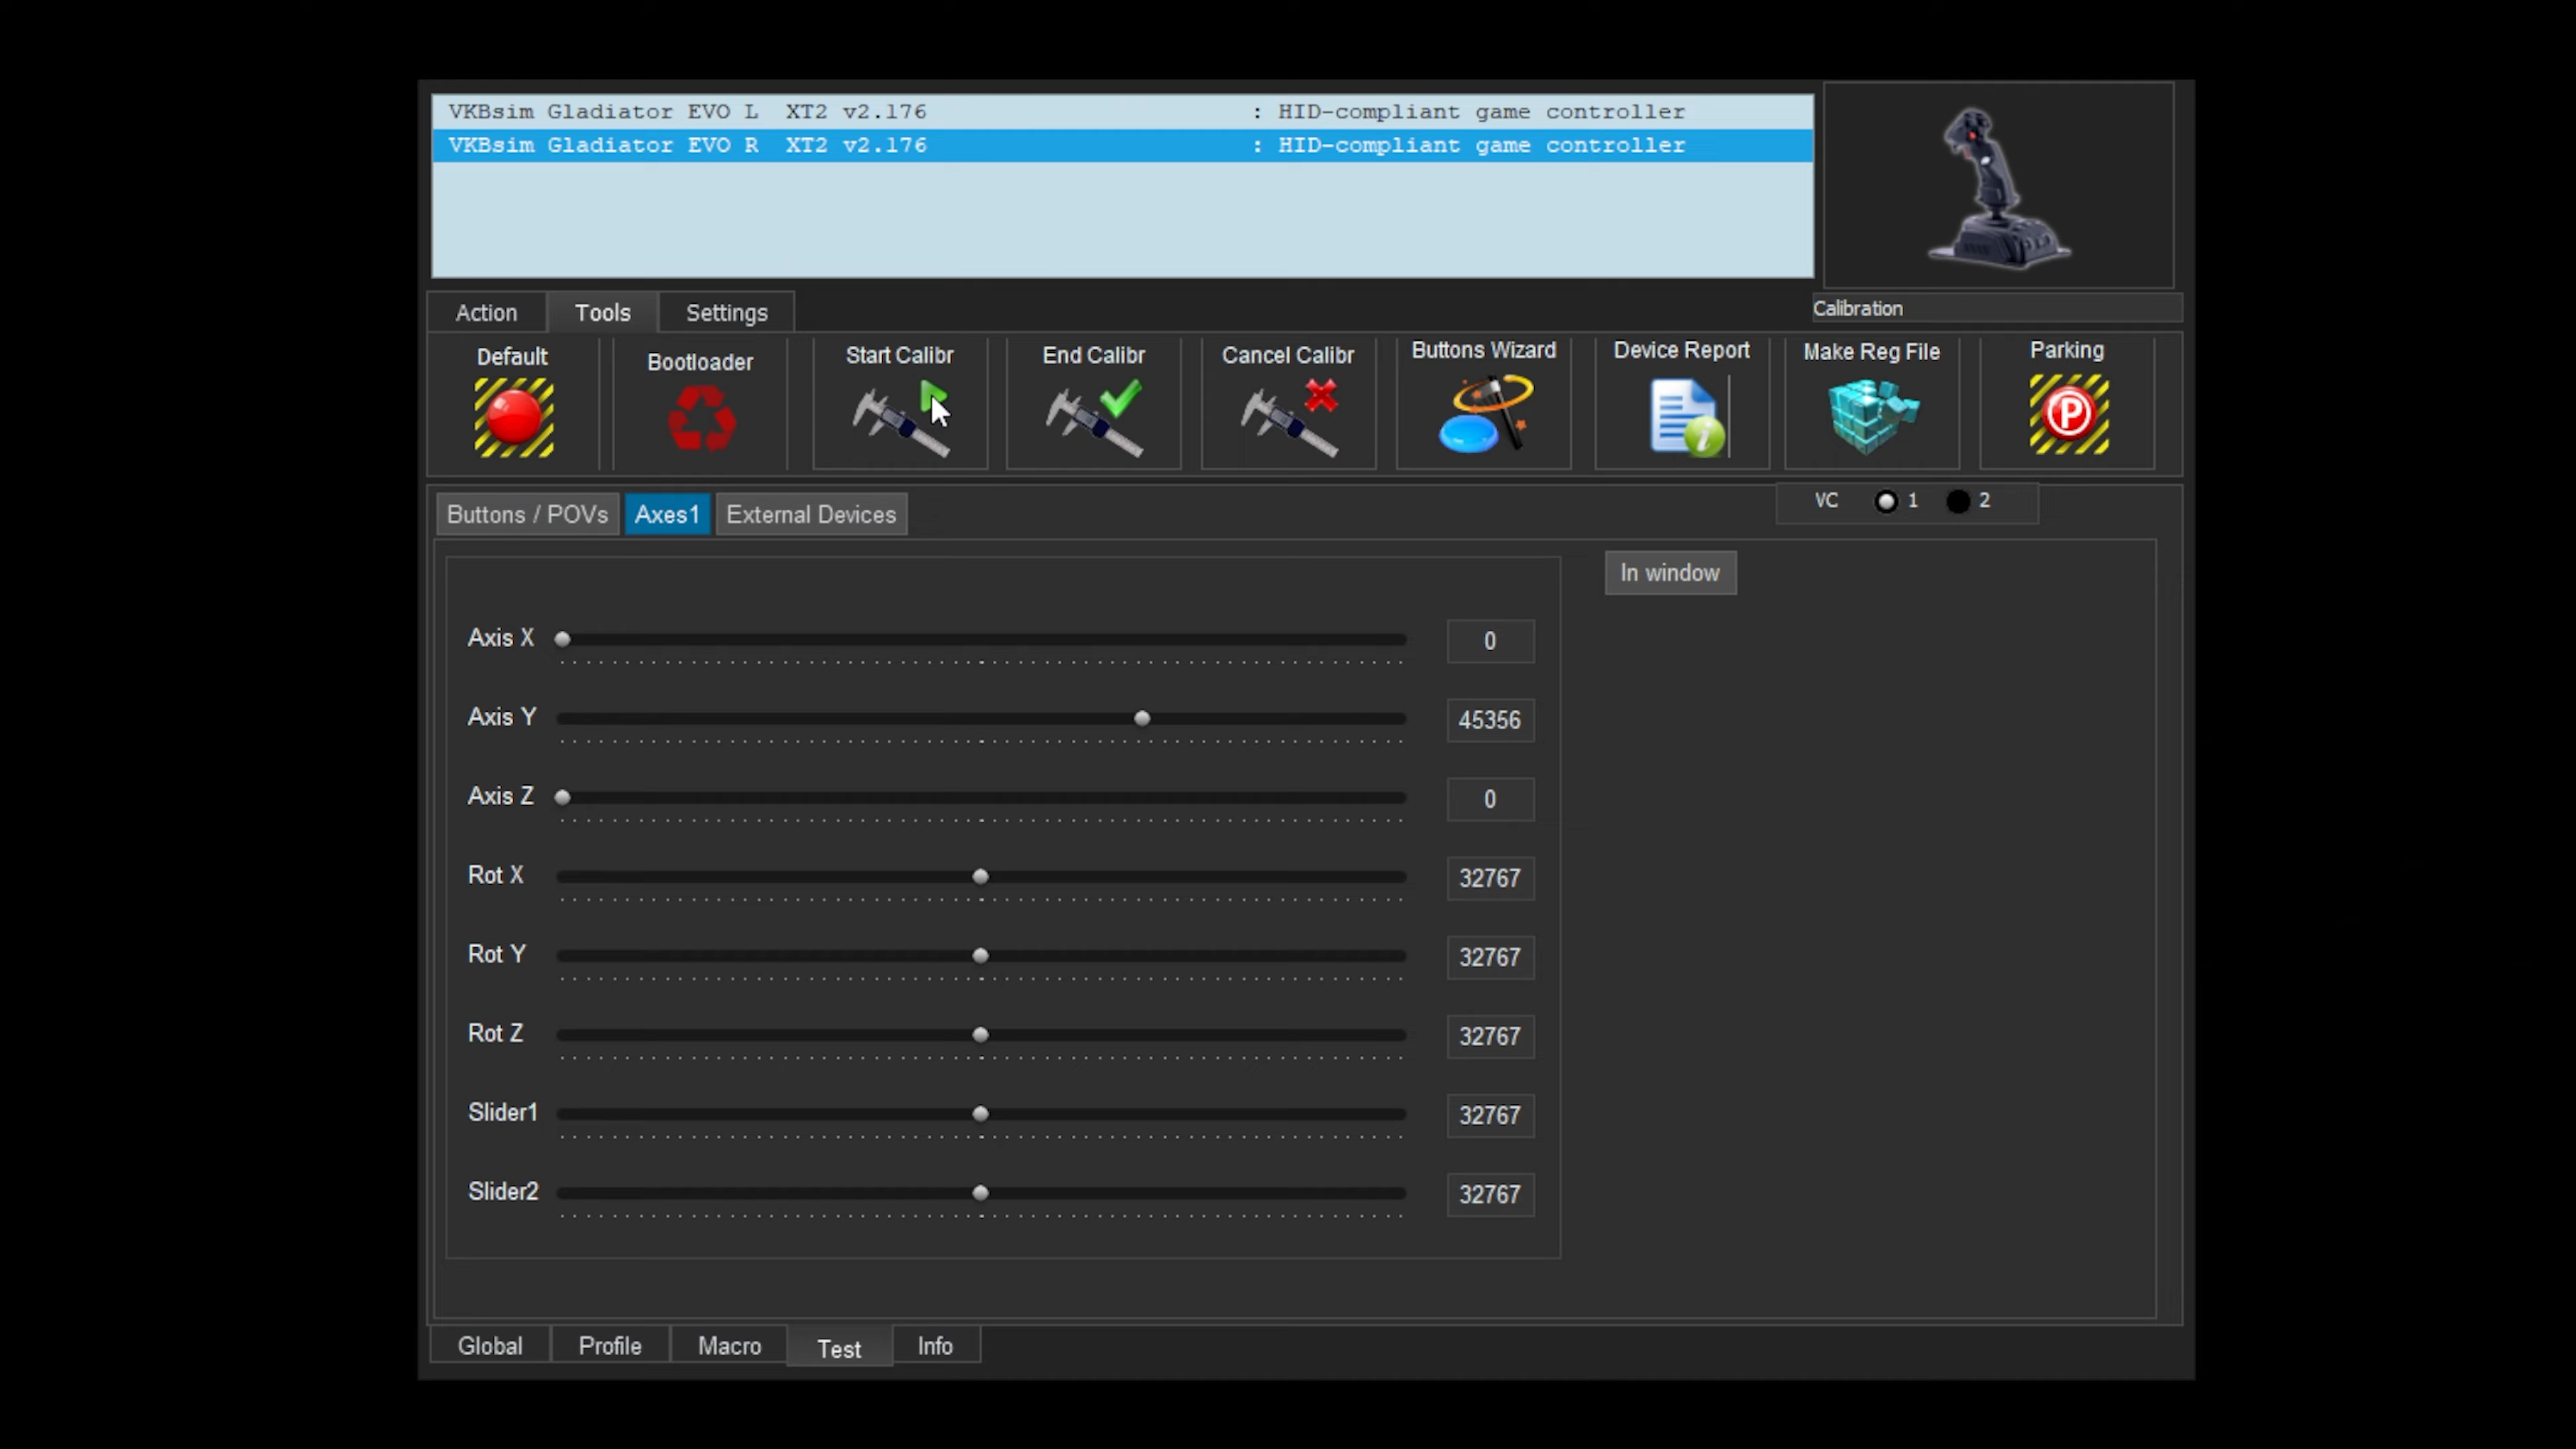 VKBsim Gladiator EVO L XT2 v2.176 : HID-compliant game controller
VKBsim Gladiator EVO R XT2 v2.176 : HID-compliant game controller
Action Tools Settings
Calibration
Default Bootloader Start Calibr End Calibr Cancel Calibr Buttons Wizard Device Report Make Reg File Parking
P
Buttons / POVs Axes1 External Devices
VC 1 2
In window
Axis X 0
Axis Y 45356
Axis Z 0
Rot X 32767
Rot Y 32767
Rot Z 32767
Slider1 32767
Slider2 32767
Global Profile Macro Test Info